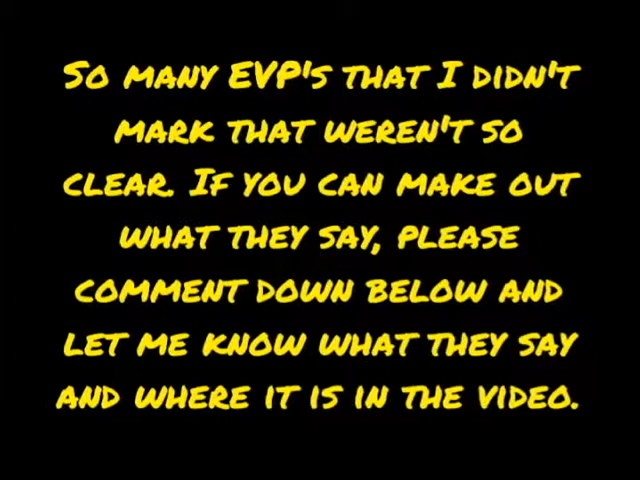 So many EVP's that I didn't
mark that weren't so
clear. If you can make out
what they say, please
comment down below and
let me know what they say
and where it is in the video.